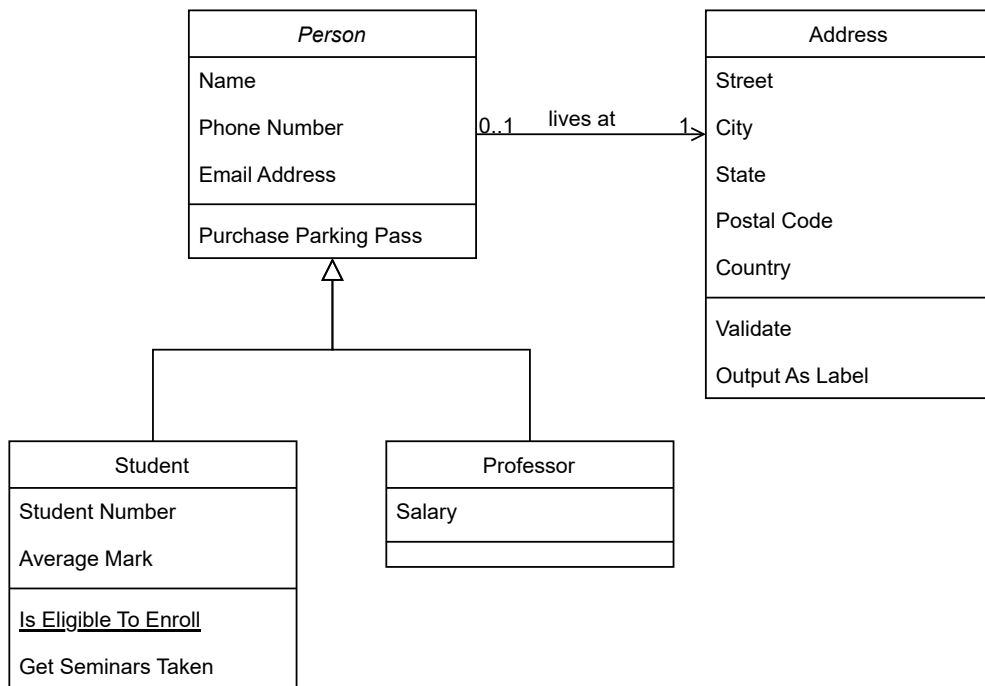 Person
Name
Phone Number
Email Address
Purchase Parking Pass
0..1
lives at
1
Address
Street
City
State
Postal Code
Country
Validate
Output As Label
Student
Student Number
Average Mark
Is Eligible To Enroll
Get Seminars Taken
Professor
Salary